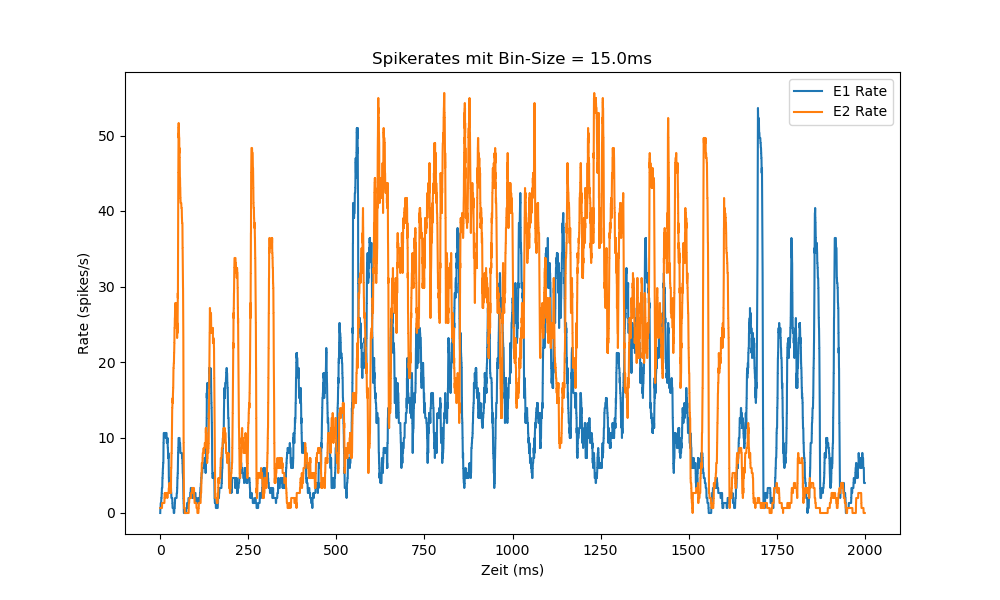 Spikerates mit Bin-Size = 15.0ms
E1 Rate
E2 Rate
Rate (spikes/s)
50
40
30
20
10
0
0 250 500 750 1000 1250 1500 1750 2000
Zeit (ms)